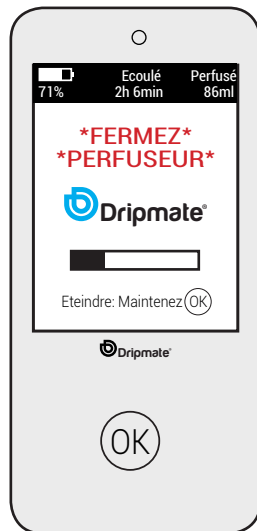 Ecoulé Perfusé
71% 2h 6min 86ml
*FERMEZ*
*PERFUSEUR*
Dripmate®
Eteindre: Maintenez OK
Dripmate®
OK